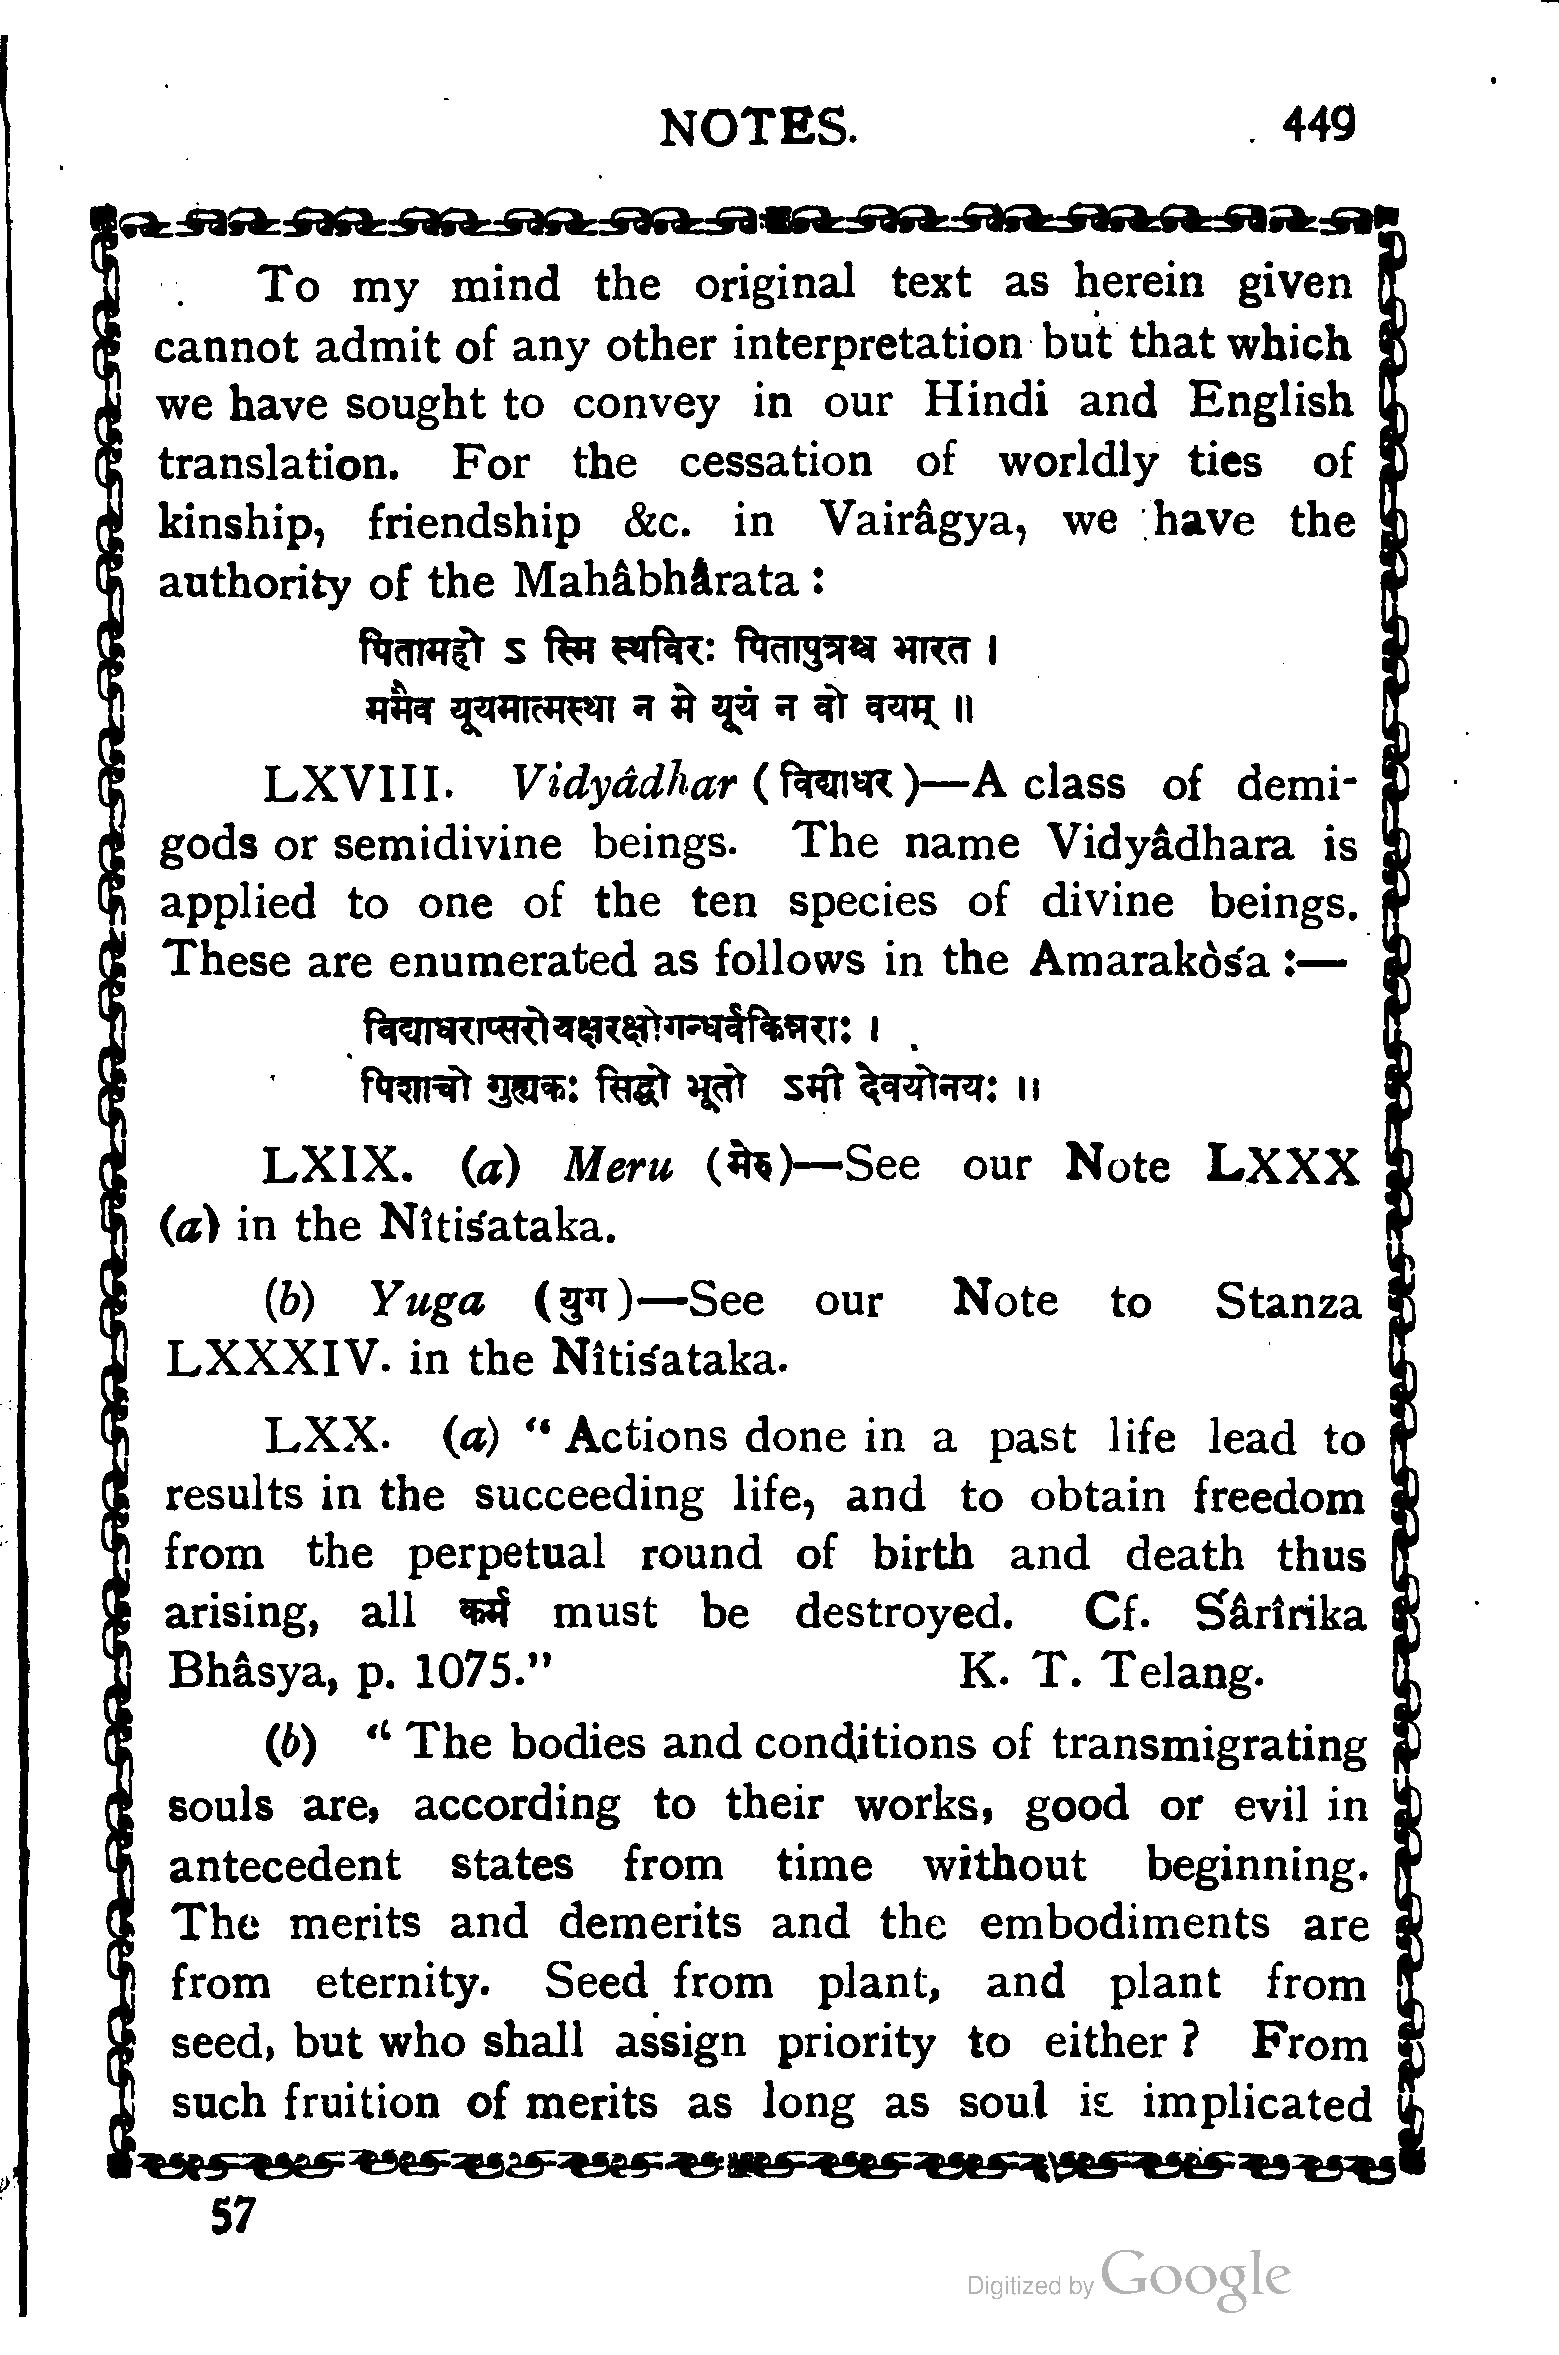 NOTES. 449
To my mind the original text as herein given
cannot admit of any other interpretation but that which
we have sought to convey in our Hindi and English
translation. For the cessation of worldly ties of
kinship, friendship &c. in Vairâgya, we have the
authority of the Mahâbhârata :
पितामहो ऽ स्मि स्थविरः पितापुत्रश्च भारत ।
ममैव यूयमात्मस्था न मे यूयं न वो वयम् ॥
LXVIII. Vidyâdhar ( विद्याधर )—A class of demi-
gods or semidivine beings. The name Vidyâdhara is
applied to one of the ten species of divine beings.
These are enumerated as follows in the Amarakòśa :—
विद्याधराप्सरोयक्षरक्षोगन्धर्वकिन्नराः ।
पिशाचो गुह्यकः सिद्धो भूतो ऽमी देवयोनयः ॥
LXIX. (a) Meru (मेरु)—See our Note LXXX
(a) in the Nîtiśataka.
(b) Yuga (युग)—See our Note to Stanza
LXXXIV. in the Nîtiśataka.
LXX. (a) “ Actions done in a past life lead to
results in the succeeding life, and to obtain freedom
from the perpetual round of birth and death thus
arising, all कर्म must be destroyed. Cf. Śârîrika
Bhâsya, p. 1075.” K. T. Telang.
(b) “ The bodies and conditions of transmigrating
souls are, according to their works, good or evil in
antecedent states from time without beginning.
The merits and demerits and the embodiments are
from eternity. Seed from plant, and plant from
seed, but who shall assign priority to either ? From
such fruition of merits as long as soul is implicated
57
Digitized by Google